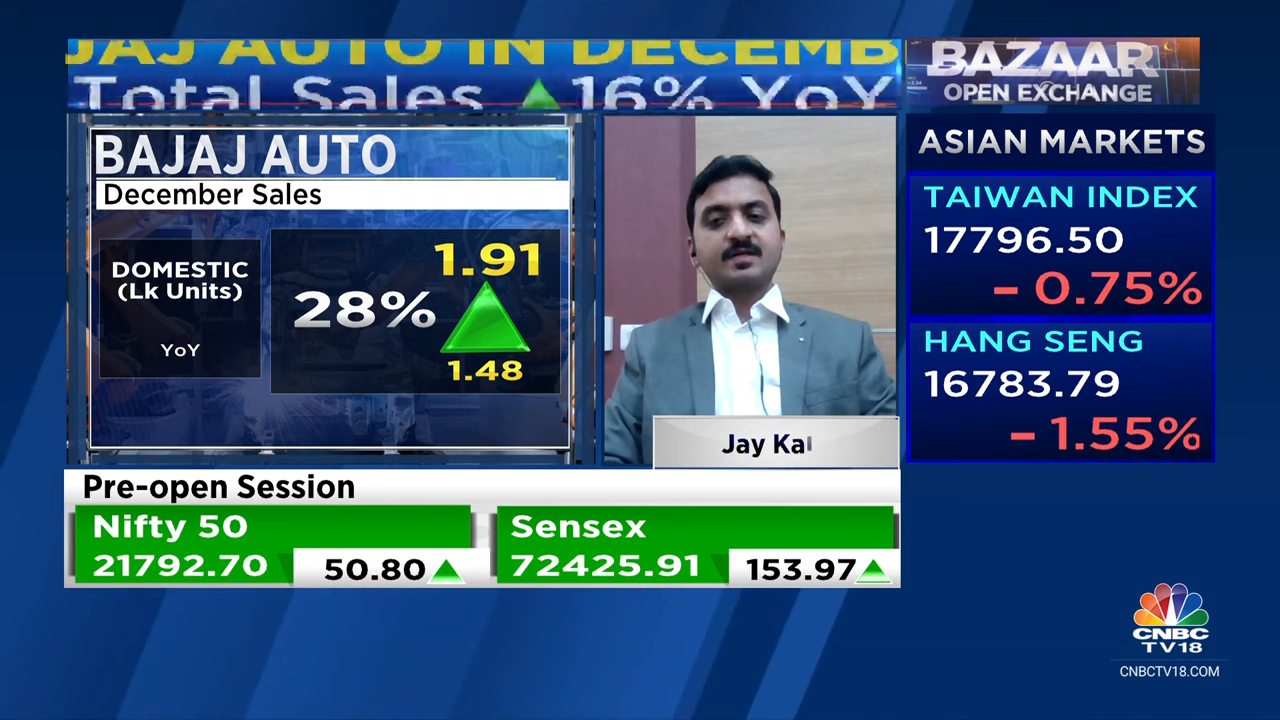 JAJ AUTO IN DECEMB
Total Sales ▲16% YoY
BAZAAR
OPEN EXCHANGE
BAJAJ AUTO
December Sales
DOMESTIC
(Lk Units)
YoY
28%
1.91
1.48
Jay Ka
ASIAN MARKETS
TAIWAN INDEX
17796.50
- 0.75%
HANG SENG
16783.79
- 1.55%
Pre-open Session
Nifty 50
21792.70 50.80
Sensex
72425.91 153.97
CNBC
TV18
CNBCTV18.COM